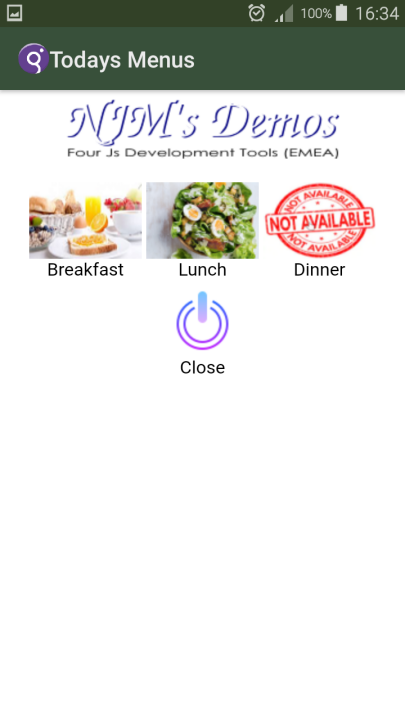 100% 16:34
Todays Menus
NJM's Demos
Four Js Development Tools (EMEA)
NOT AVAILABLE
NOT AVAILABLE
NOT AVAILABLE
Breakfast Lunch Dinner
Close